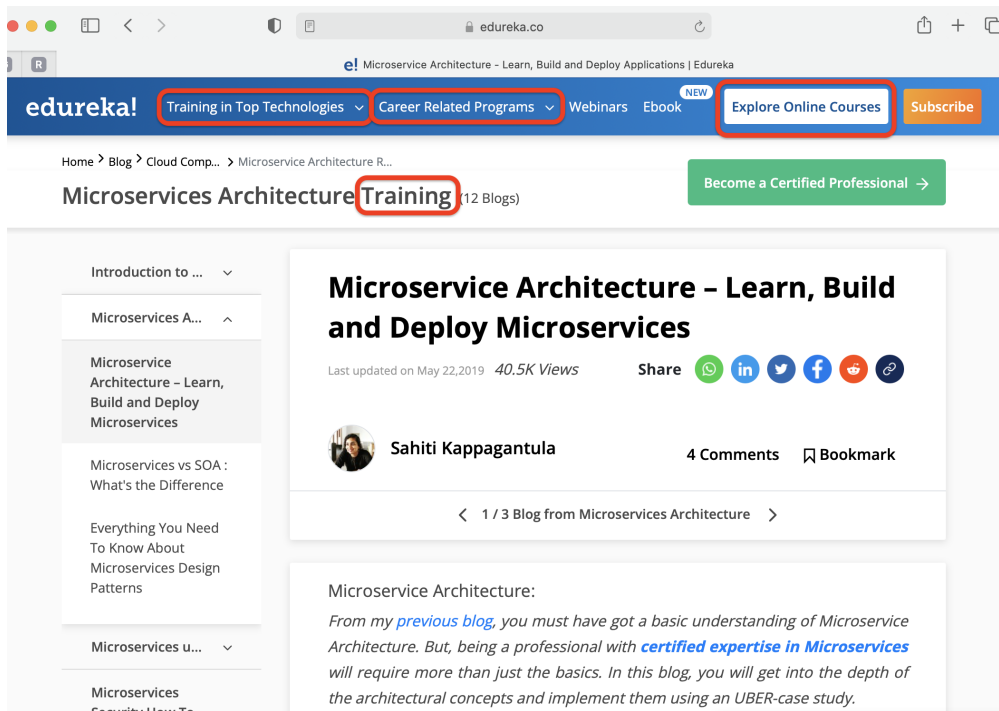 edureka.co
R
e! Microservice Architecture - Learn, Build and Deploy Applications | Edureka
edureka! Training in Top Technologies Career Related Programs Webinars Ebook NEW Explore Online Courses Subscribe
Home > Blog > Cloud Comp... > Microservice Architecture R...
Microservices Architecture Training (12 Blogs)
Become a Certified Professional →
Introduction to ...
Microservices A...
Microservice
Architecture – Learn,
Build and Deploy
Microservices
Microservices vs SOA :
What's the Difference
Everything You Need
To Know About
Microservices Design
Patterns
Microservices u...
Microservices
Security How To
Microservice Architecture – Learn, Build
and Deploy Microservices
Last updated on May 22,2019 40.5K Views Share
Sahiti Kappagantula
4 Comments Bookmark
1 / 3 Blog from Microservices Architecture
Microservice Architecture:
From my previous blog, you must have got a basic understanding of Microservice
Architecture. But, being a professional with certified expertise in Microservices
will require more than just the basics. In this blog, you will get into the depth of
the architectural concepts and implement them using an UBER-case study.